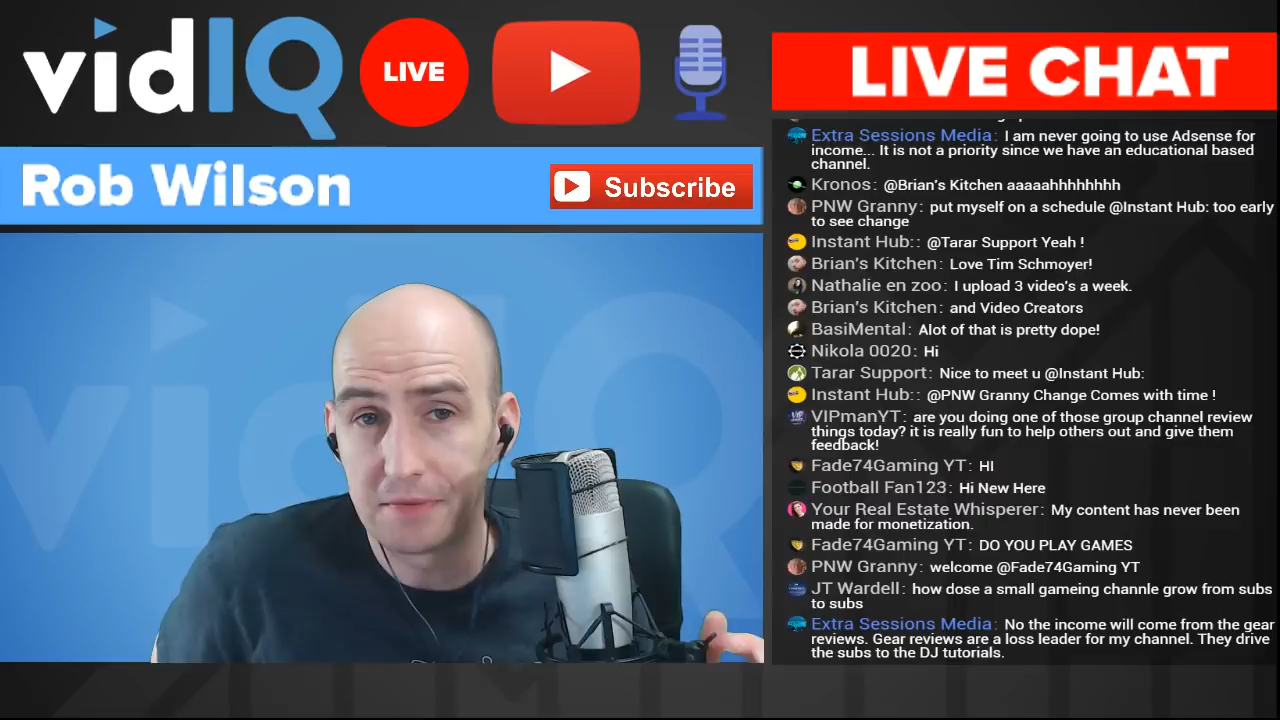 vidIQ
LIVE
LIVE CHAT
Rob Wilson
Subscribe
Extra Sessions Media: I am never going to use Adsense for
income... It is not a priority since we have an educational based
channel.
Kronos: @Brian's Kitchen aaaaahhhhhhhh
PNW Granny: put myself on a schedule @Instant Hub: too early
to see change
Instant Hub:: @Tarar Support Yeah !
Brian's Kitchen: Love Tim Schmoyer!
Nathalie en zoo: I upload 3 video's a week.
Brian's Kitchen: and Video Creators
BasiMental: Alot of that is pretty dope!
Nikola 0020: Hi
Tarar Support: Nice to meet u @Instant Hub:
Instant Hub:: @PNW Granny Change Comes with time !
VIPmanYT: are you doing one of those group channel review
things today? it is really fun to help others out and give them
feedback!
Fade74Gaming YT: HI
Football Fan123: Hi New Here
Your Real Estate Whisperer: My content has never been
made for monetization.
Fade74Gaming YT: DO YOU PLAY GAMES
PNW Granny: welcome @Fade74Gaming YT
JT Wardell: how dose a small gameing channle grow from subs
to subs
Extra Sessions Media: No the income will come from the gear
reviews. Gear reviews are a loss leader for my channel. They drive
the subs to the DJ tutorials.